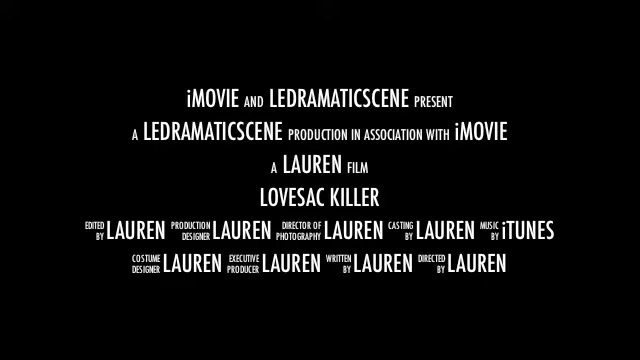 iMOVIE AND LEDRAMATICSCENE PRESENT
A LEDRAMATICSCENE PRODUCTION IN ASSOCIATION WITH iMOVIE
A LAUREN FILM
LOVESAC KILLER
EDITED BY LAUREN PRODUCTION DESIGNER LAUREN DIRECTOR OF PHOTOGRAPHY LAUREN CASTING BY LAUREN MUSIC BY iTUNES
COSTUME DESIGNER LAUREN EXECUTIVE PRODUCER LAUREN WRITTEN BY LAUREN DIRECTED BY LAUREN